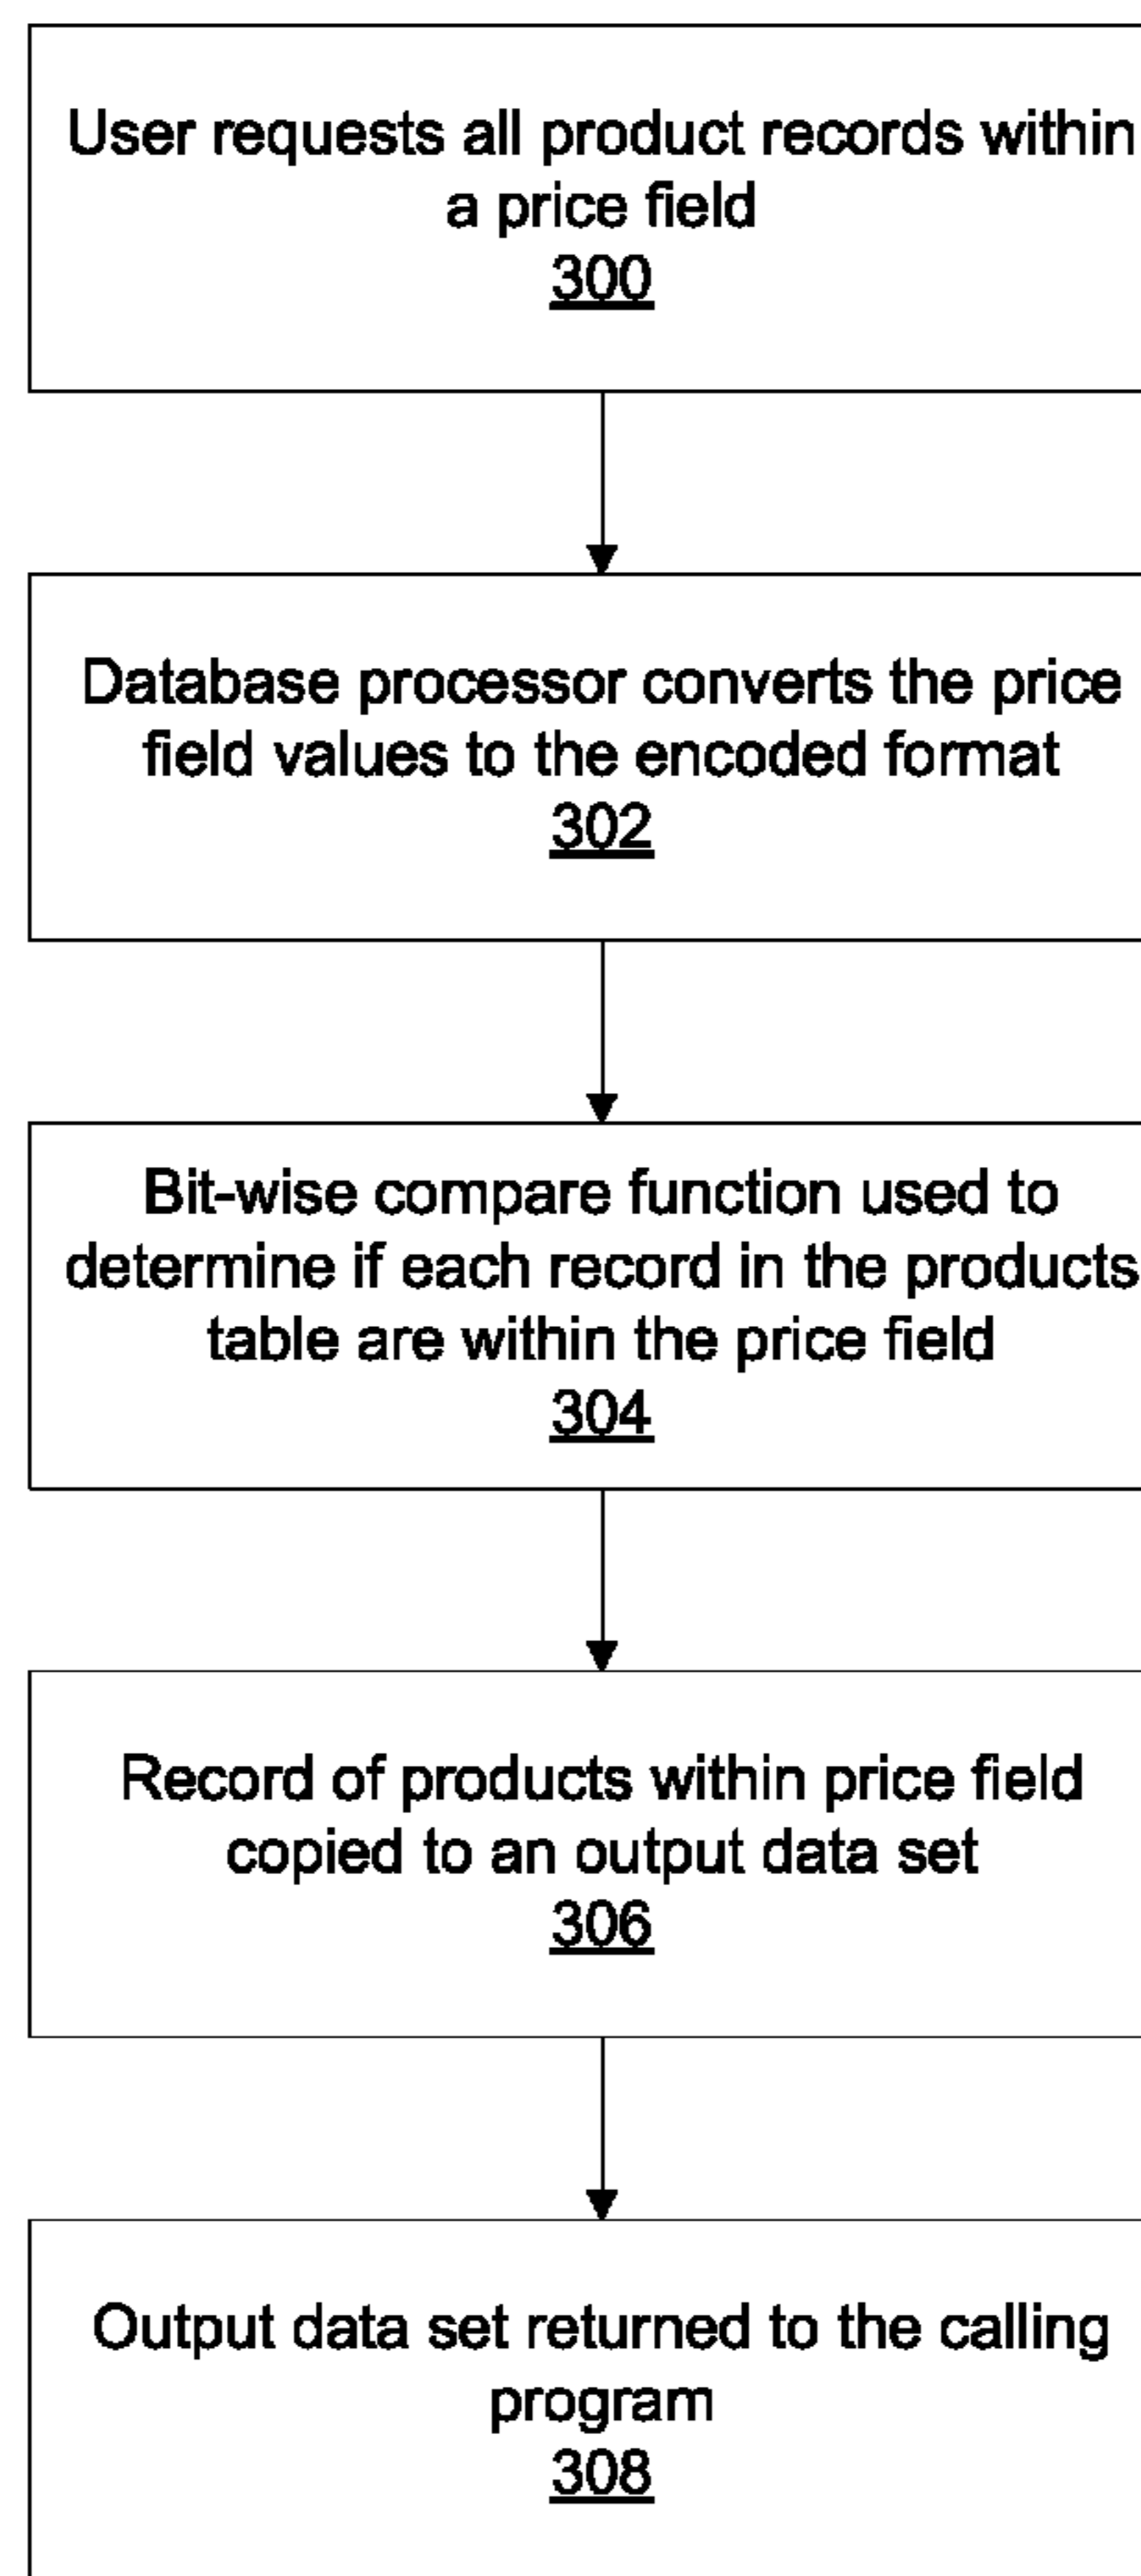 User requests all product records within
a price field
300
Database processor converts the price
field values to the encoded format
302
Bit-wise compare function used to
determine if each record in the products
table are within the price field
304
Record of products within price field
copied to an output data set
306
Output data set returned to the calling
program
308